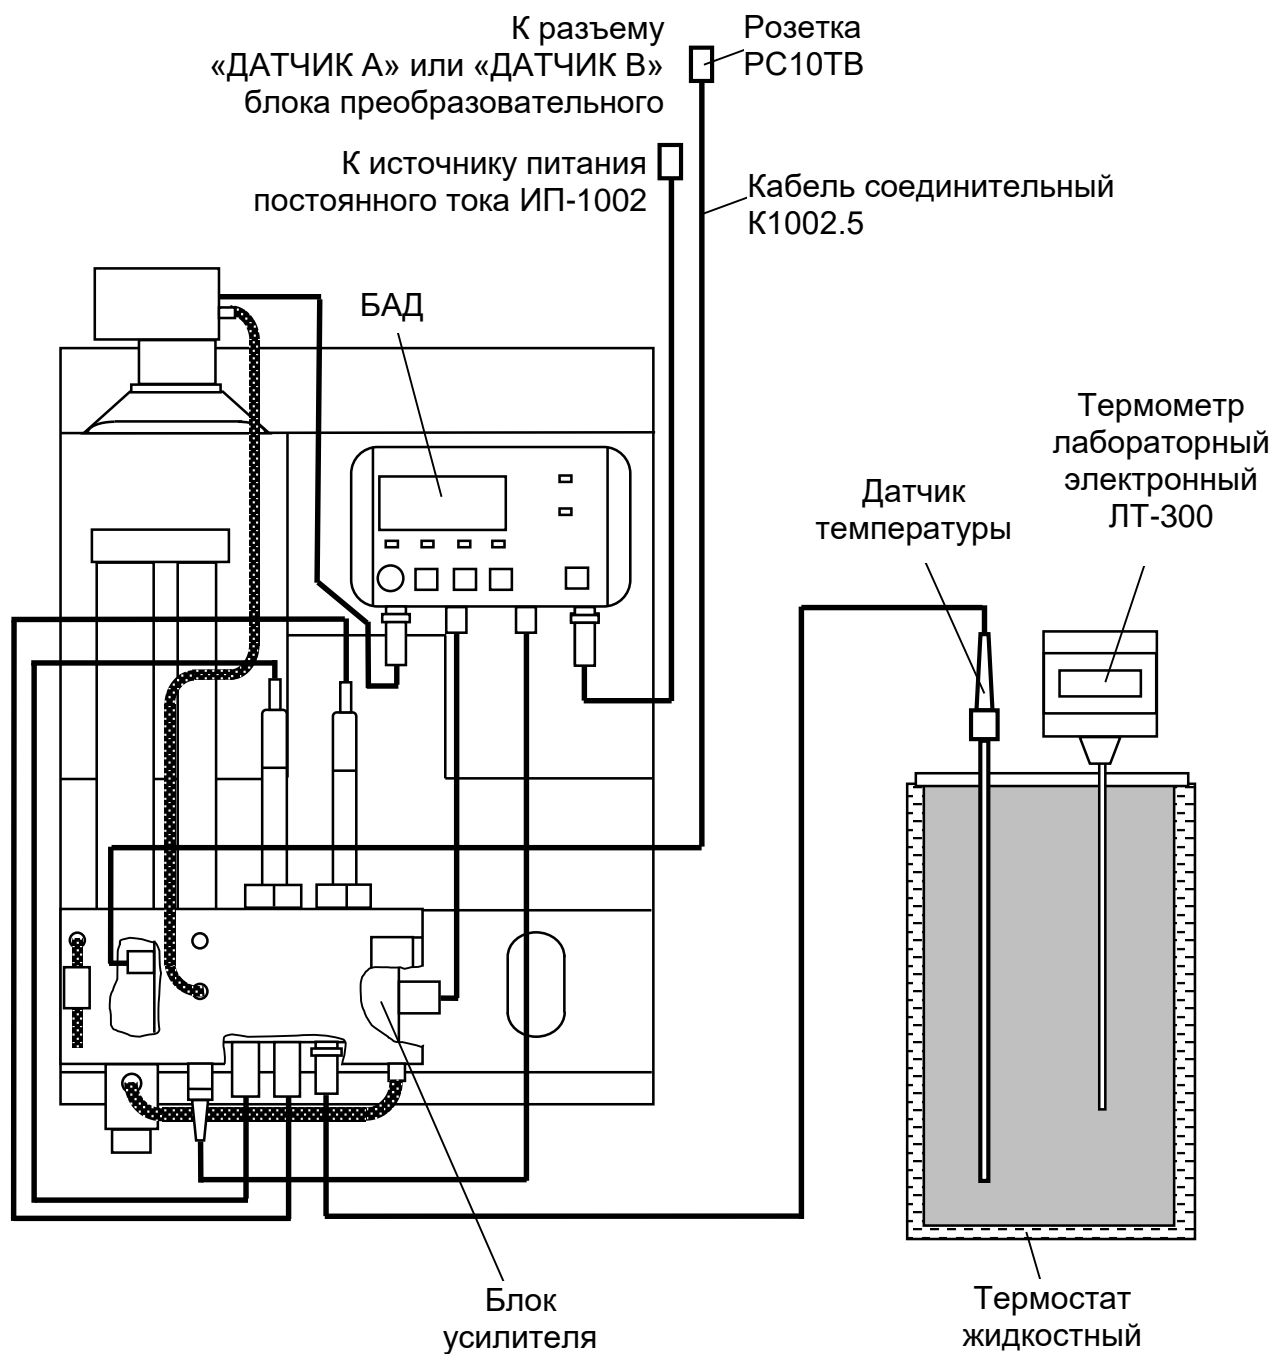 К разъему
«ДАТЧИК А» или «ДАТЧИК В»
блока преобразовательного
Розетка
РС10ТВ
К источнику питания
постоянного тока ИП-1002
Кабель соединительный
К1002.5
БАД
Термометр
лабораторный
электронный
ЛТ-300
Датчик
температуры
Блок
усилителя
Термостат
жидкостный